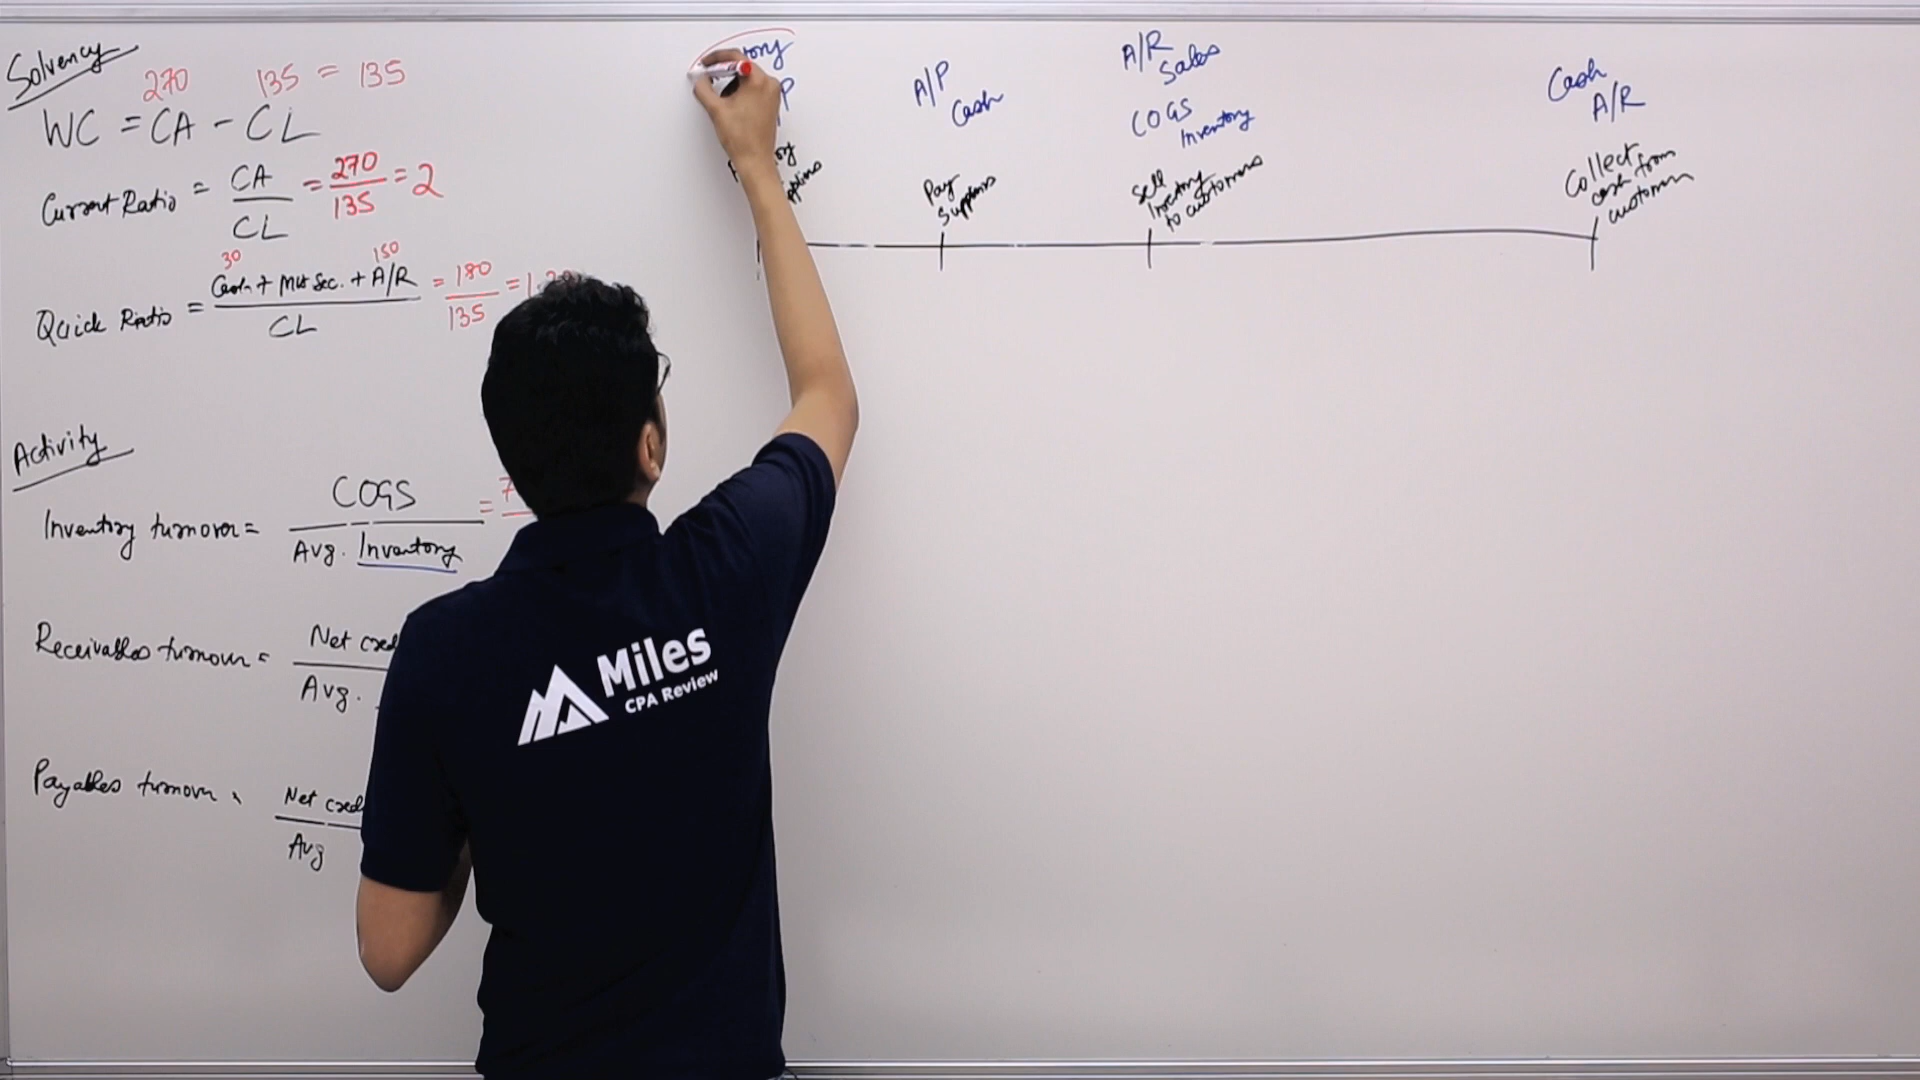 Solvency
270 135 = 135
WC = CA - CL
Current Ratio = CA / CL = 270 / 135 = 2
30 150
Quick Ratio = Cash + Mkt Sec. + A/R / CL = 180 / 135 = 1.
Activity
Inventory turnover = COGS / Avg. Inventory =
Receivables turnover = Net cred / Avg.
Payables turnover = Net cred / Avg
A/P
Cash
Pay
Suppliers
A/R
Sales
COGS
Inventory
Sell
Inventory
to customers
Cash
A/R
Collect
cash from
customers
Miles
CPA Review